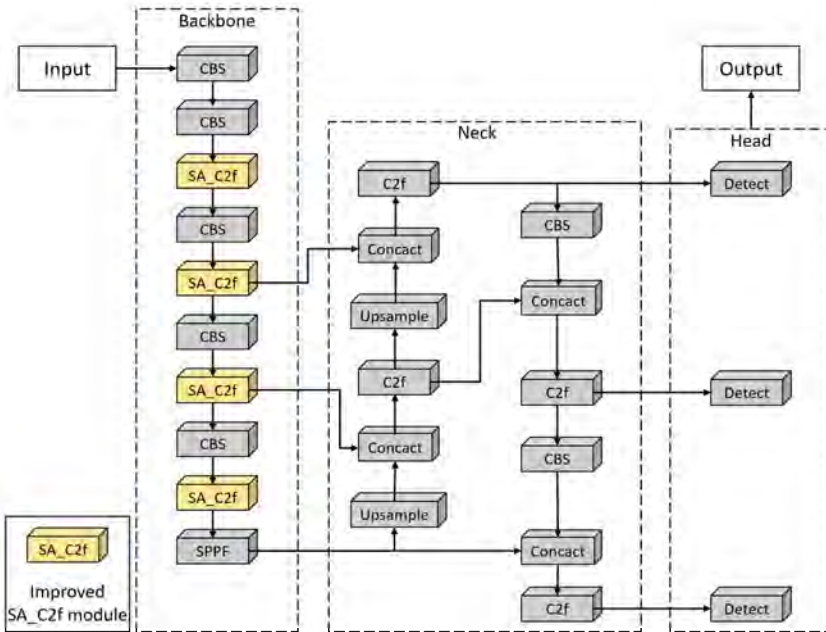 Backbone
Input
CBS
CBS
SA_C2f
CBS
SA_C2f
CBS
SA_C2f
CBS
SA_C2f
SPPF
SA_C2f
Improved
SA_C2f module
Neck
C2f
Concact
Upsample
C2f
Concact
Upsample
CBS
Concact
C2f
CBS
Concact
C2f
Output
Head
Detect
Detect
Detect